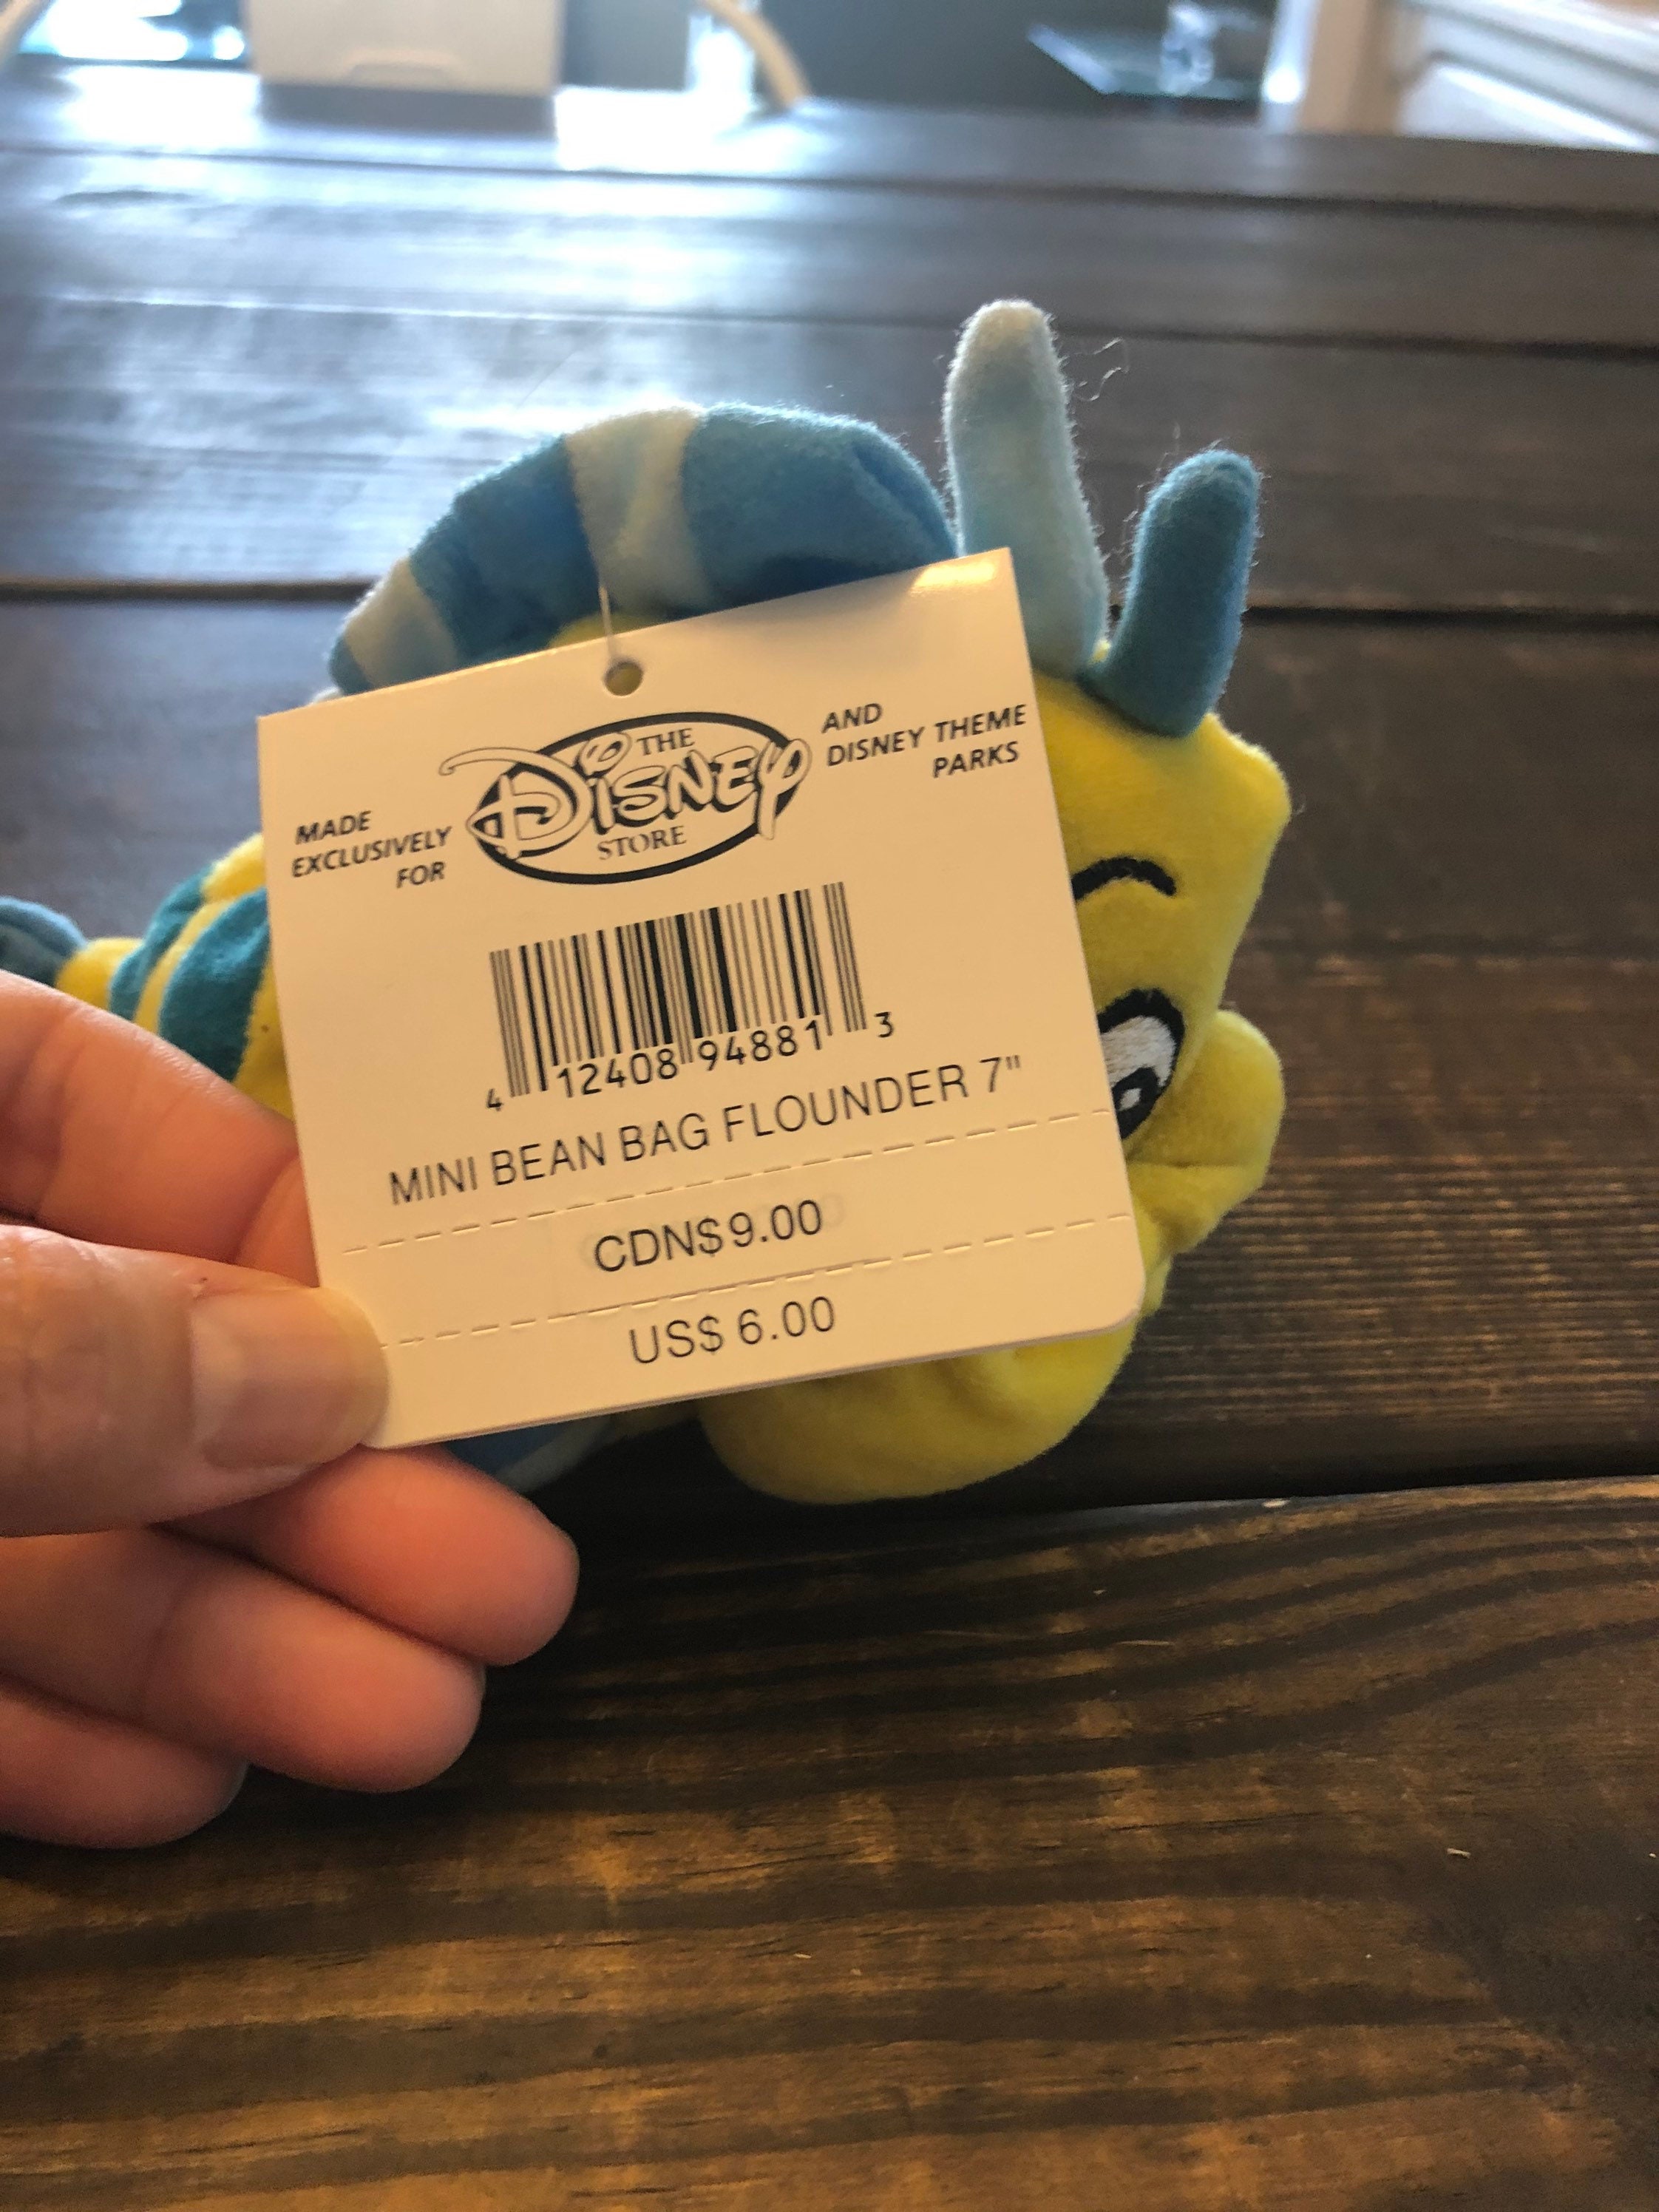 MADE
EXCLUSIVELY
FOR
THE
DISNEY
STORE
AND
DISNEY THEME
PARKS
4 12408 94881 3
MINI BEAN BAG FLOUNDER 7"
CDN$ 9.00
US$ 6.00